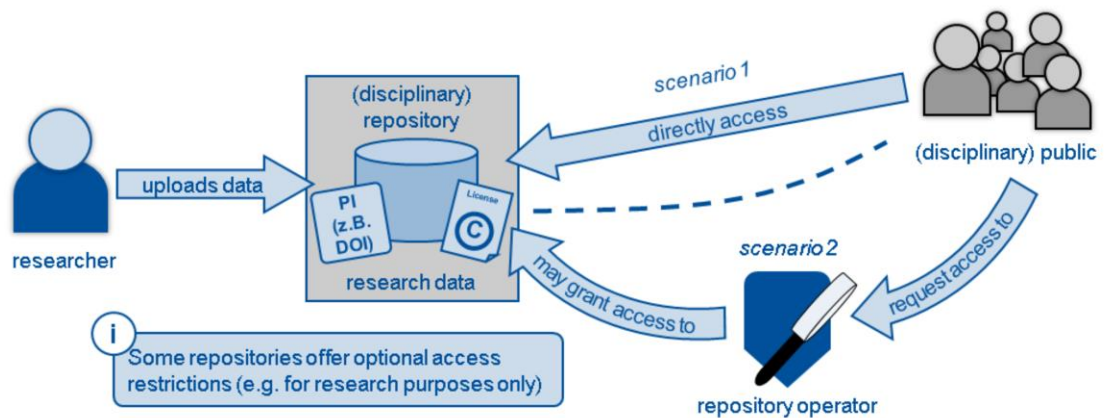 scenario 1
directly access
(disciplinary) public
(disciplinary)
repository
uploads data
PI
(z.B.
DOI)
License
C
research data
researcher
scenario 2
may grant access to
request access to
repository operator
i
Some repositories offer optional access
restrictions (e.g. for research purposes only)